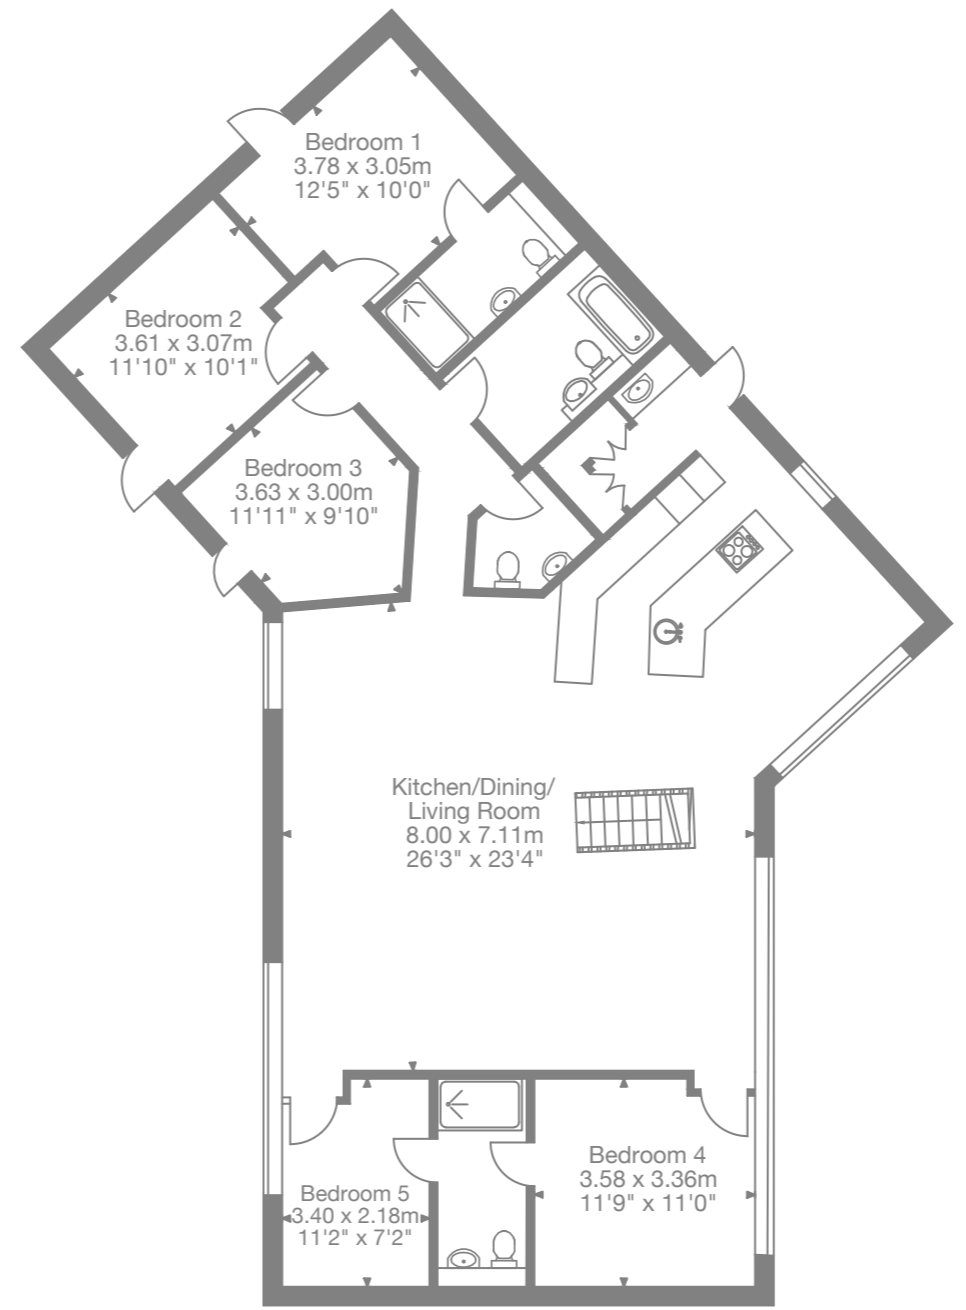 Bedroom 1
3.78 x 3.05m
12'5" x 10'0"
Bedroom 2
3.61 x 3.07m
11'10" x 10'1"
Bedroom 3
3.63 x 3.00m
11'11" x 9'10"
Kitchen/Dining/
Living Room
8.00 x 7.11m
26'3" x 23'4"
Bedroom 4
3.58 x 3.36m
11'9" x 11'0"
Bedroom 5
3.40 x 2.18m
11'2" x 7'2"